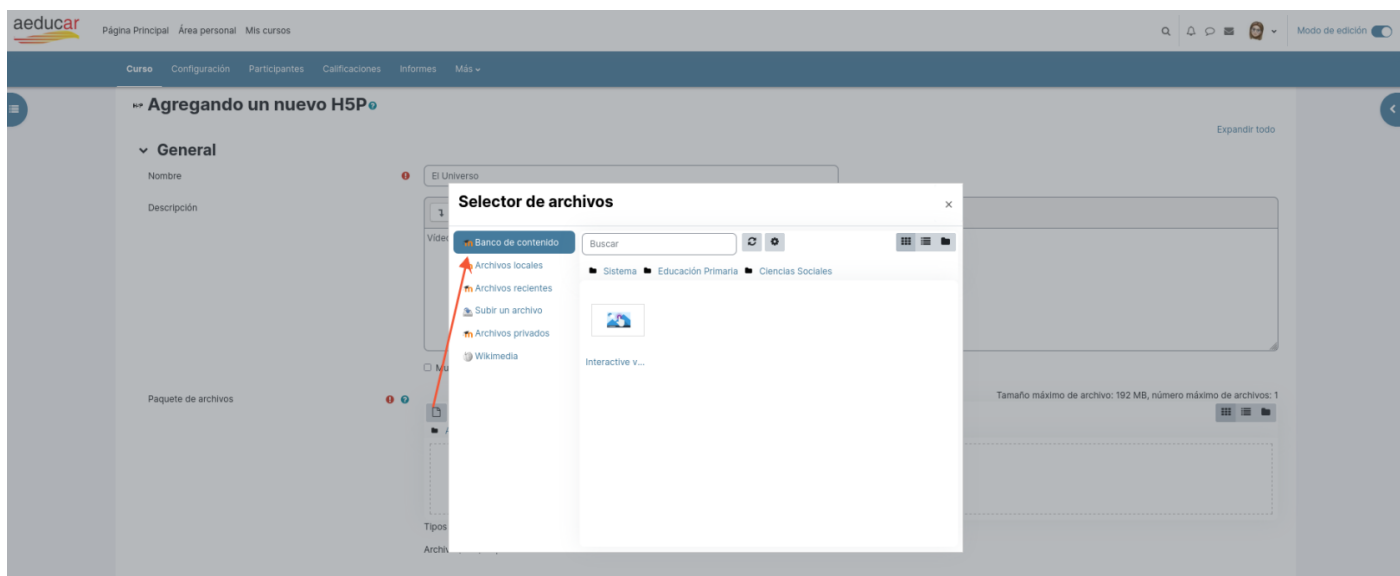 aeducar
Página Principal Área personal Mis cursos
Modo de edición
Curso Configuración Participantes Calificaciones Informes Más
H5P Agregando un nuevo H5P
Expandir todo
General
Nombre
El Universo
Descripción
Selector de archivos
Banco de contenido
Archivos locales
Archivos recientes
Subir un archivo
Archivos privados
Wikimedia
Buscar
Sistema Educación Primaria Ciencias Sociales
Interactive v...
Paquete de archivos
Tamaño máximo de archivo: 192 MB, número máximo de archivos: 1
Tipos